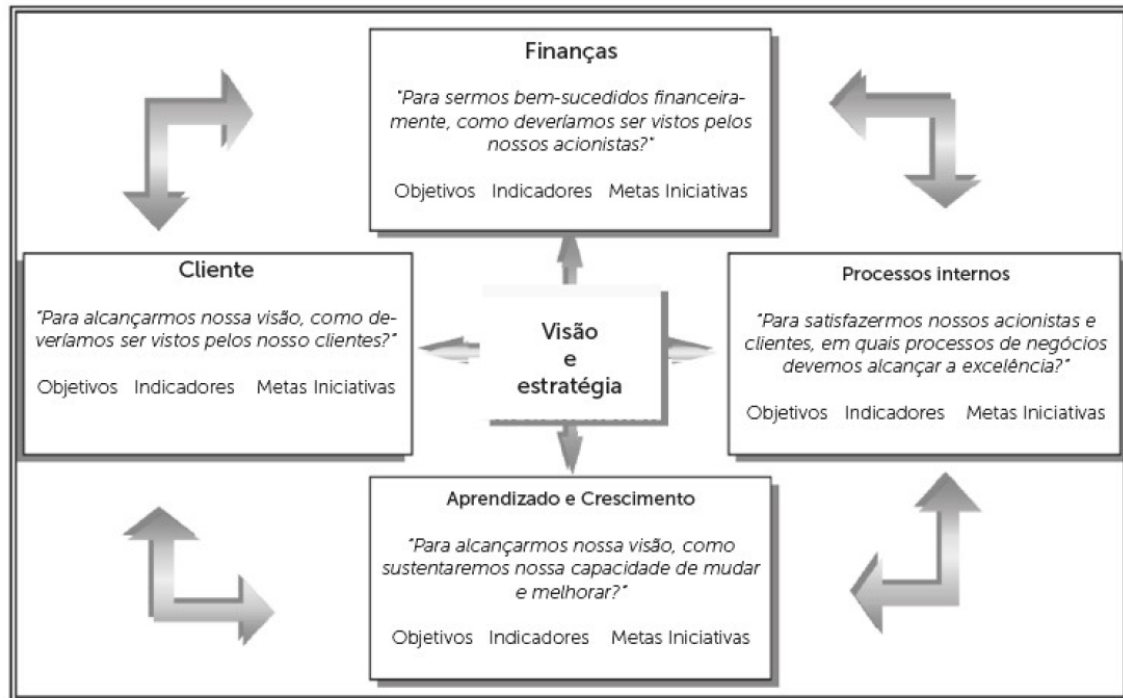 Finanças
"Para sermos bem-sucedidos financeira-
mente, como deveríamos ser vistos pelos
nossos acionistas?"
Objetivos Indicadores Metas Iniciativas
Cliente
"Para alcançarmos nossa visão, como de-
veríamos ser vistos pelos nosso clientes?"
Objetivos Indicadores Metas Iniciativas
Visão
e
estratégia
Processos internos
"Para satisfazermos nossos acionistas e
clientes, em quais processos de negócios
devemos alcançar a excelência?"
Objetivos Indicadores Metas Iniciativas
Aprendizado e Crescimento
"Para alcançarmos nossa visão, como
sustentaremos nossa capacidade de mudar
e melhorar?"
Objetivos Indicadores Metas Iniciativas